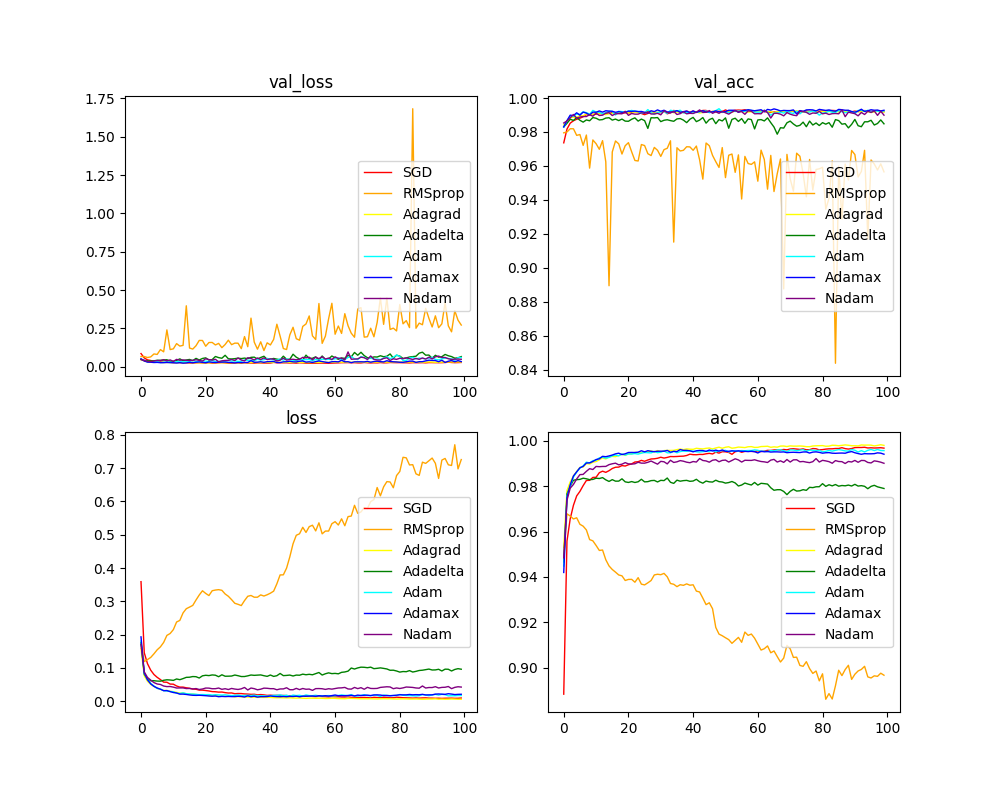 val_loss
1.75
1.50
1.25
1.00
0.75
0.50
0.25
0.00
0 20 40 60 80 100
SGD
RMSprop
Adagrad
Adadelta
Adam
Adamax
Nadam
val_acc
1.00
0.98
0.96
0.94
0.92
0.90
0.88
0.86
0.84
0 20 40 60 80 100
SGD
RMSprop
Adagrad
Adadelta
Adam
Adamax
Nadam
loss
0.8
0.7
0.6
0.5
0.4
0.3
0.2
0.1
0.0
0 20 40 60 80 100
SGD
RMSprop
Adagrad
Adadelta
Adam
Adamax
Nadam
acc
1.00
0.98
0.96
0.94
0.92
0.90
0 20 40 60 80 100
SGD
RMSprop
Adagrad
Adadelta
Adam
Adamax
Nadam